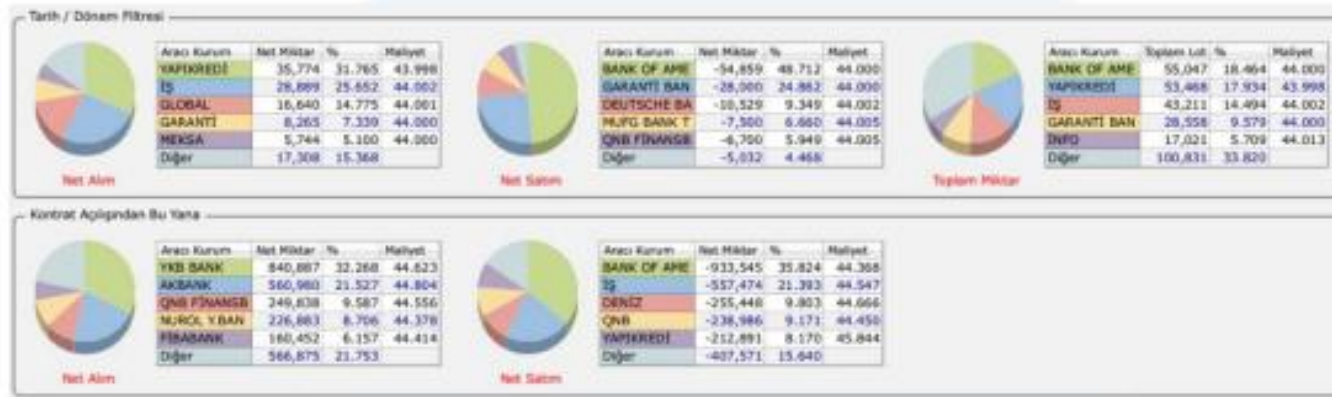 Tarih / Dönem Filtresi
Aracı Kurum Net Miktar % Maliyet
YAPIKREDİ 35,774 31.765 43.998
İŞ 28,889 25.652 44.002
GLOBAL 16,640 14.775 44.001
GARANTİ 8,265 7.339 44.000
MEKSA 5,744 5.100 44.000
Diğer 17,308 15.368
Net Alım
Aracı Kurum Net Miktar % Maliyet
BANK OF AME -54,859 48.712 44.000
GARANTİ BAN -28,000 24.862 44.000
DEUTSCHE BA -10,529 9.349 44.002
MUFG BANK T -7,500 6.660 44.005
QNB FİNANSB -6,700 5.949 44.005
Diğer -5,032 4.468
Net Satım
Aracı Kurum Toplam Lot % Maliyet
BANK OF AME 55,047 18.464 44.000
YAPIKREDİ 53,468 17.934 43.998
İŞ 43,211 14.494 44.002
GARANTİ BAN 28,558 9.579 44.000
İNFO 17,021 5.709 44.013
Diğer 100,831 33.820
Toplam Miktar
Kontrat Açılışından Bu Yana
Aracı Kurum Net Miktar % Maliyet
YKB BANK 840,887 32.268 44.623
AKBANK 560,980 21.527 44.804
QNB FİNANSB 249,838 9.587 44.556
NUROL Y.BAN 226,883 8.706 44.378
FİBABANK 160,452 6.157 44.414
Diğer 566,875 21.753
Net Alım
Aracı Kurum Net Miktar % Maliyet
BANK OF AME -933,545 35.824 44.368
İŞ -557,474 21.393 44.547
DENİZ -255,448 9.803 44.666
QNB -238,986 9.171 44.450
YAPIKREDİ -212,891 8.170 45.844
Diğer -407,571 15.640
Net Satım